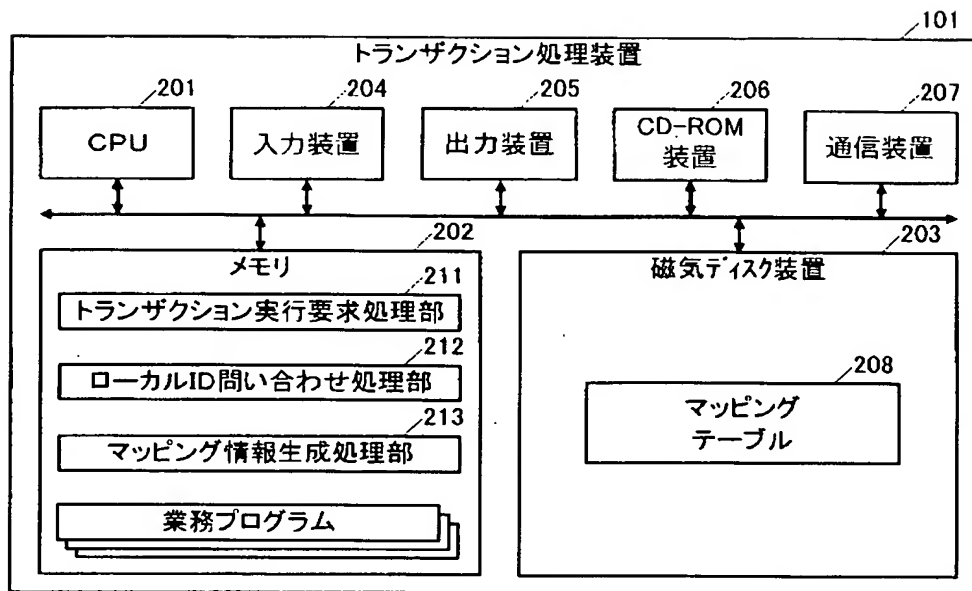 101
トランザクション処理装置
201
204
205
206
207
CPU
入力装置
出力装置
CD-ROM
装置
通信装置
202
203
メモリ
磁気ディスク装置
211
トランザクション実行要求処理部
212
ローカルID問い合わせ処理部
208
マッピング
テーブル
213
マッピング情報生成処理部
業務プログラム